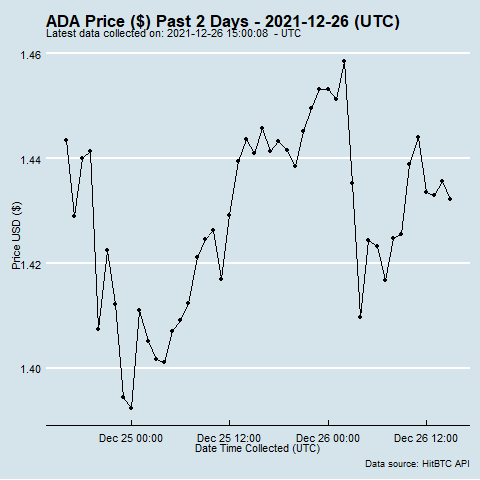 ADA Price ($) Past 2 Days - 2021-12-26 (UTC)
Latest data collected on: 2021-12-26 15:00:08 - UTC
1.46
1.44
1.42
1.40
Price USD ($)
Dec 25 00:00 Dec 25 12:00 Dec 26 00:00 Dec 26 12:00
Date Time Collected (UTC)
Data source: HitBTC API